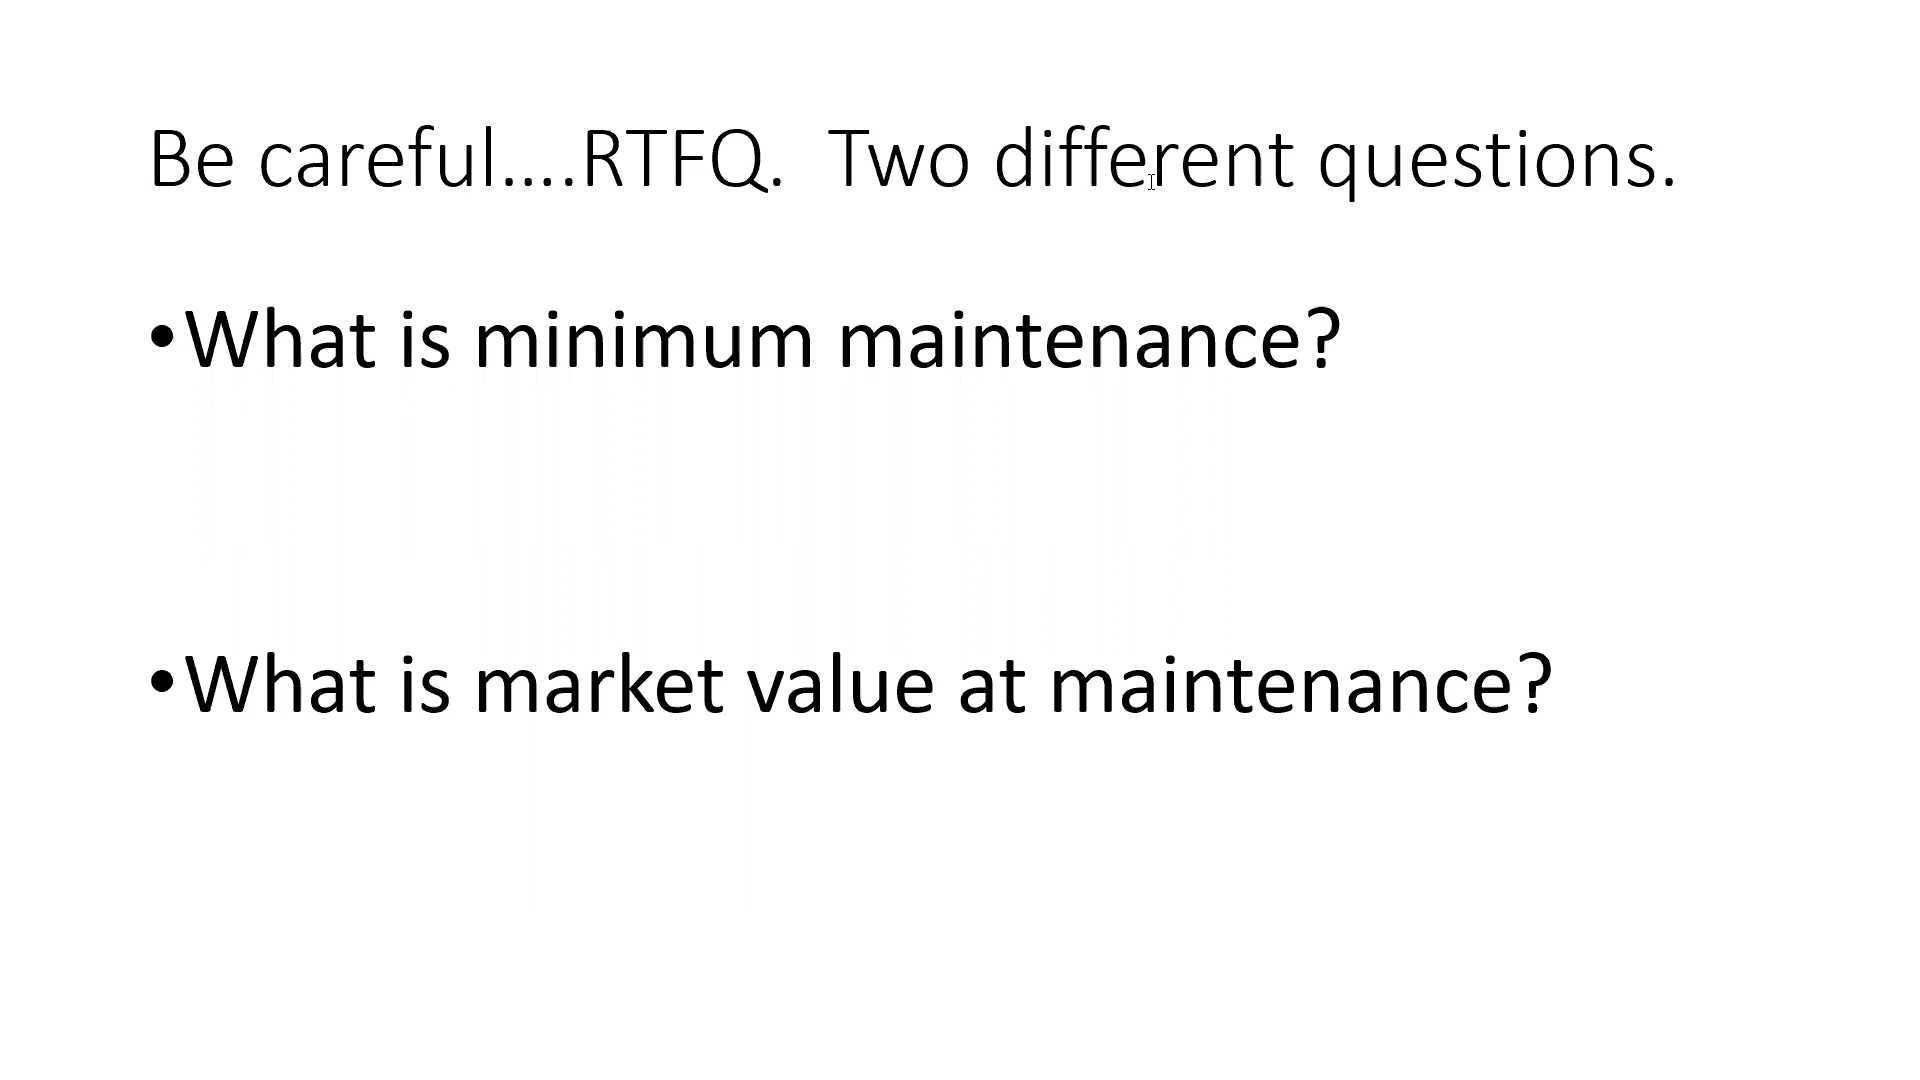 Be careful....RTFQ.  Two different questions.
•What is minimum maintenance?
•What is market value at maintenance?